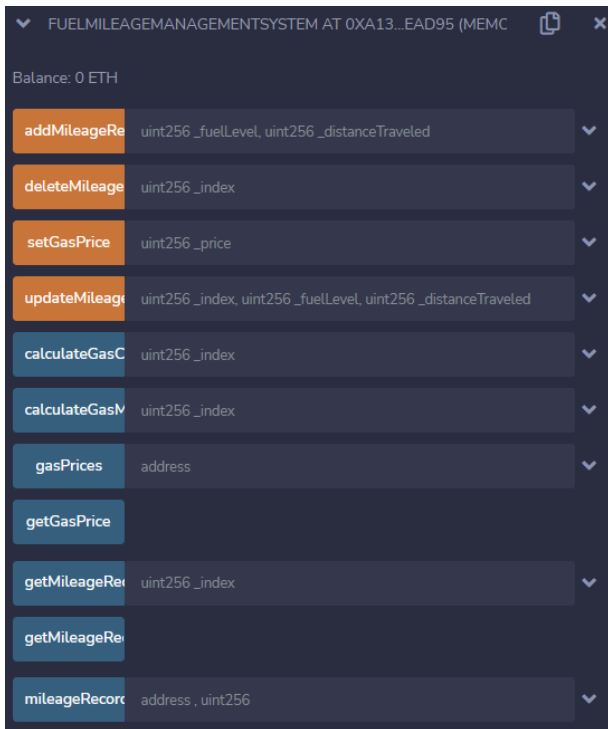 FUELMILEAGEMANAGEMENTSYSTEM AT 0XA13...EAD95 (MEMC
Balance: 0 ETH
addMileageRe uint256 _fuelLevel, uint256 _distanceTraveled
deleteMileage uint256 _index
setGasPrice uint256 _price
updateMileage uint256 _index, uint256 _fuelLevel, uint256 _distanceTraveled
calculateGasC uint256 _index
calculateGasM uint256 _index
gasPrices address
getGasPrice
getMileageRec uint256 _index
getMileageRe
mileageRecord address , uint256